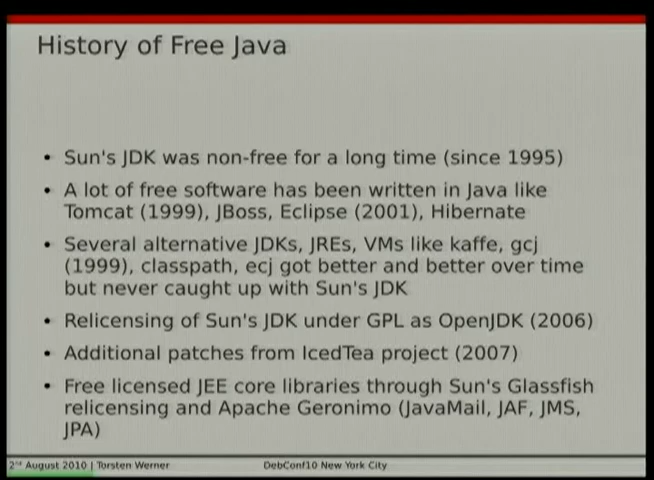 History of Free Java
• Sun's JDK was non-free for a long time (since 1995)
• A lot of free software has been written in Java like
Tomcat (1999), JBoss, Eclipse (2001), Hibernate
• Several alternative JDKs, JREs, VMs like kaffe, gcj
(1999), classpath, ecj got better and better over time
but never caught up with Sun's JDK
• Relicensing of Sun's JDK under GPL as OpenJDK (2006)
• Additional patches from IcedTea project (2007)
• Free licensed JEE core libraries through Sun's Glassfish
relicensing and Apache Geronimo (JavaMail, JAF, JMS,
JPA)
2nd August 2010 | Torsten Werner DebConf10 New York City